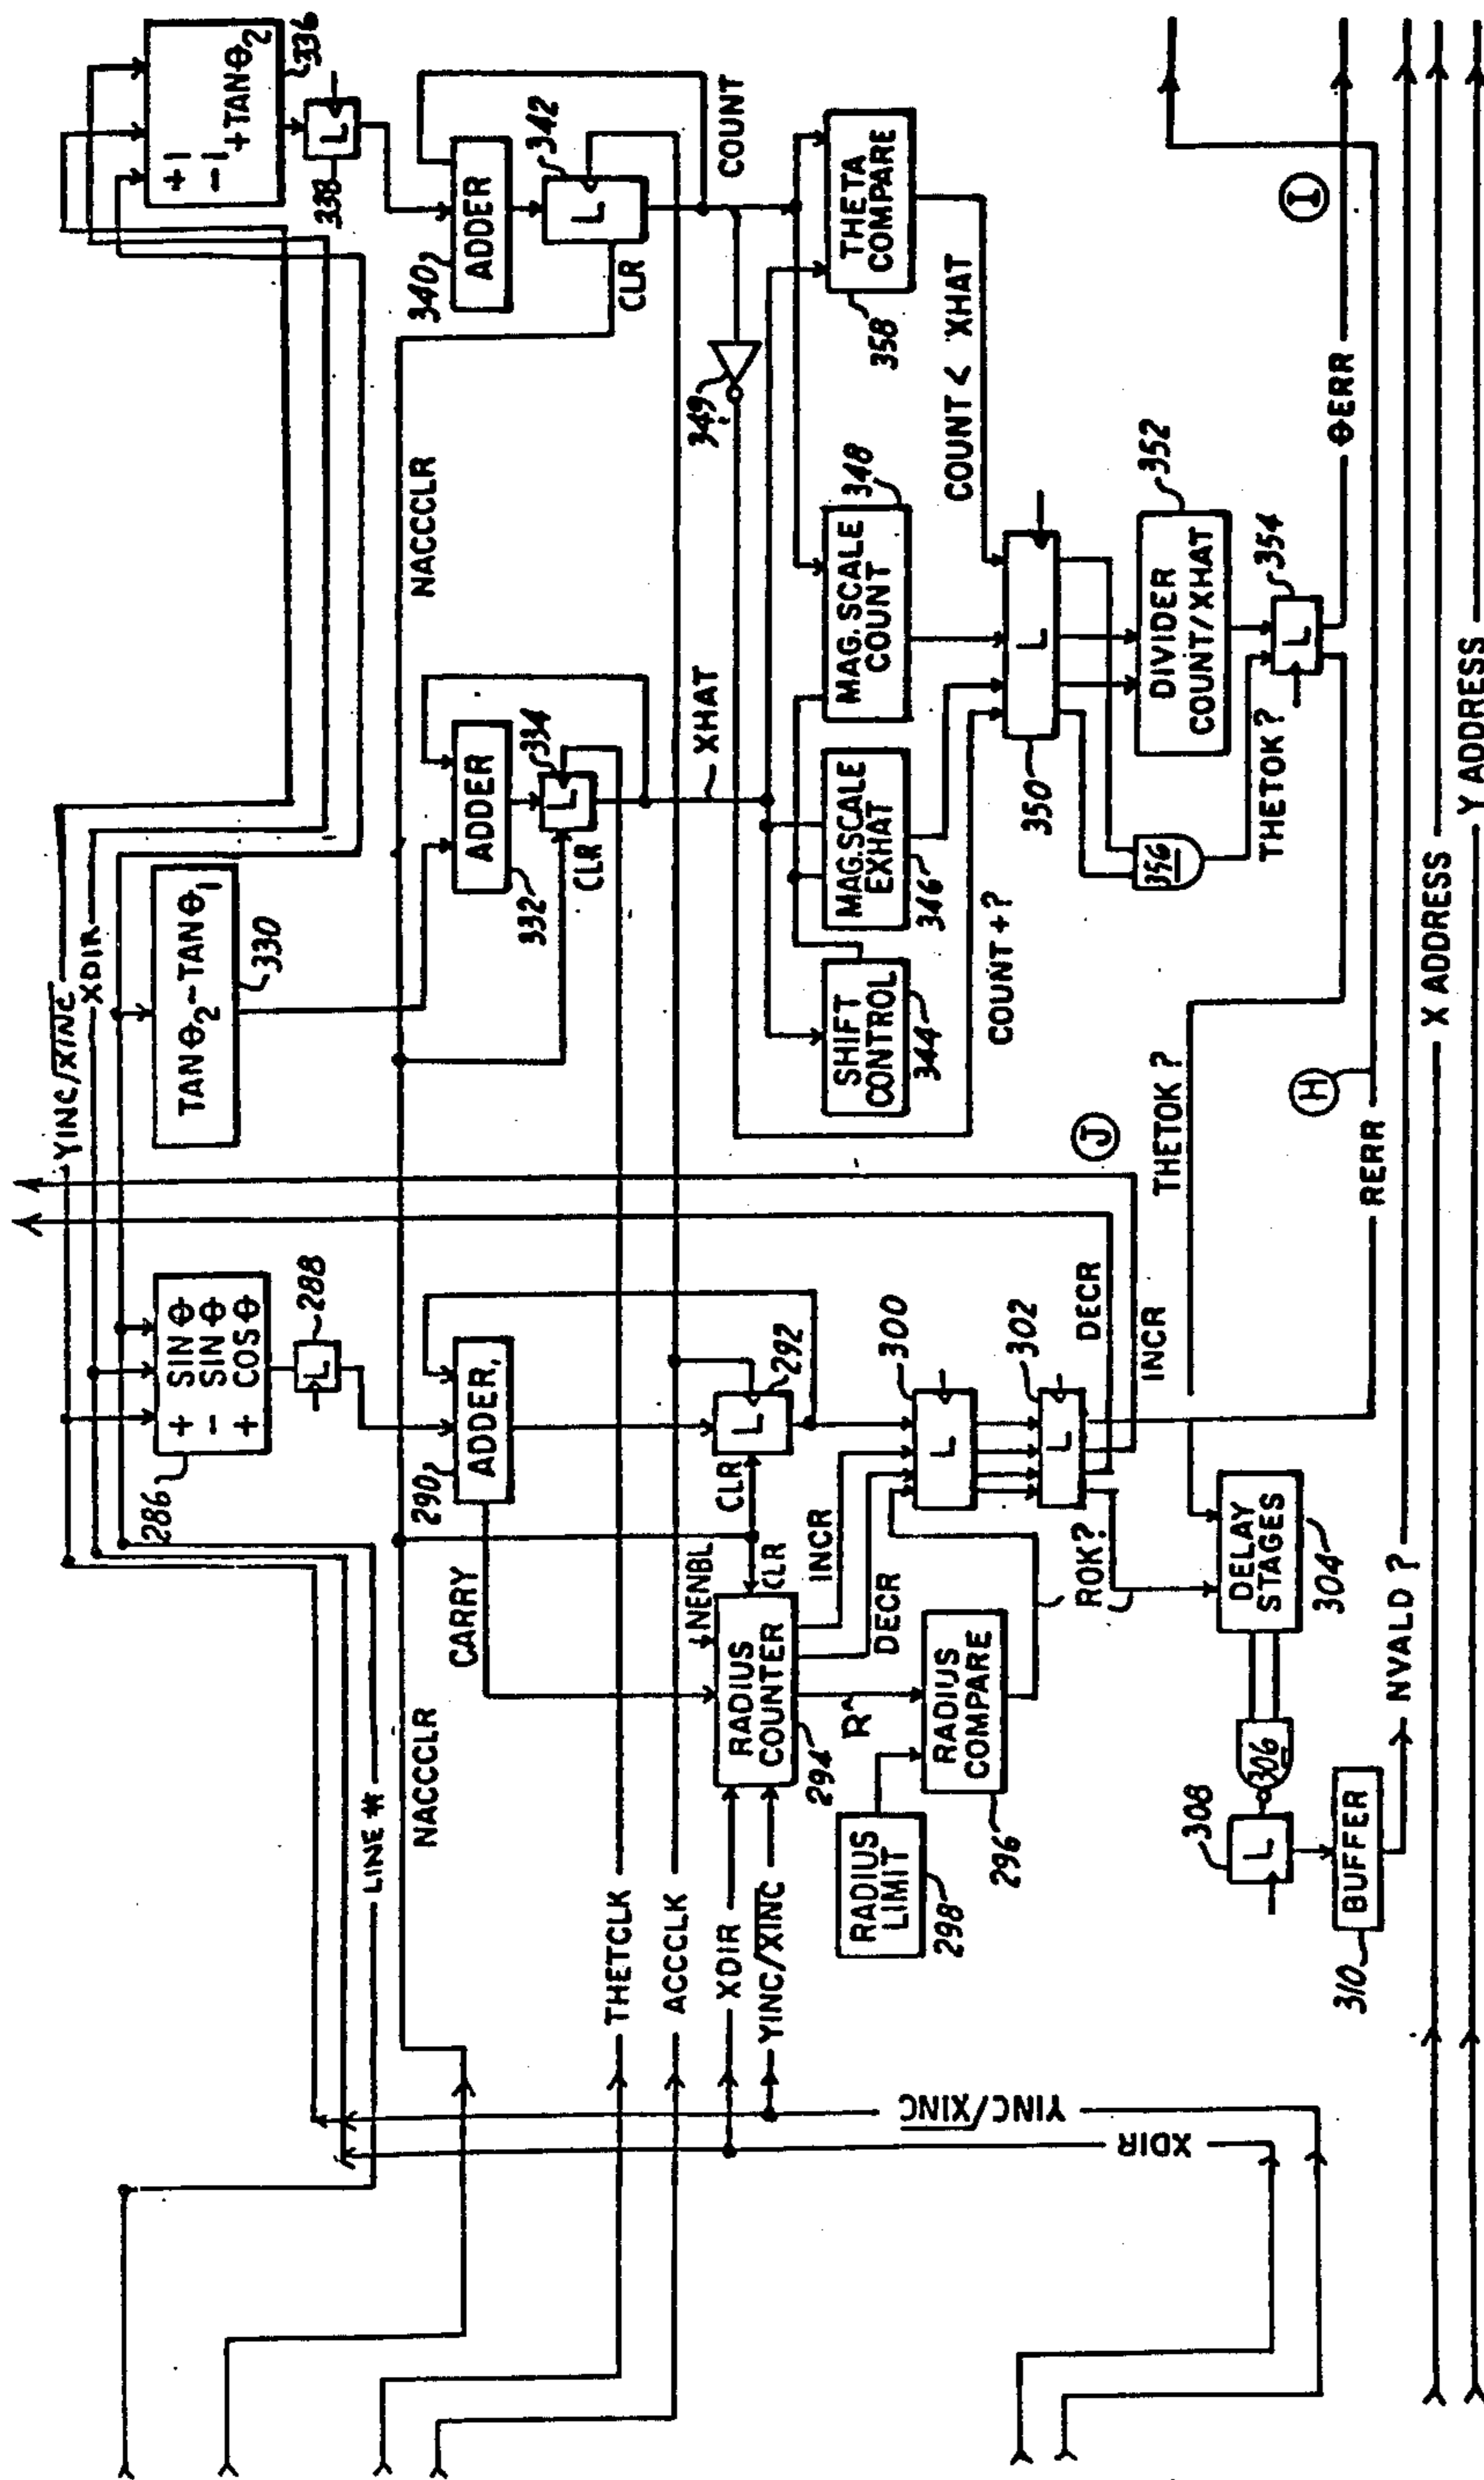 YINC/XINC
XDIR
+ SIN θ
- SIN θ
+ COS θ
286
L
288
TANθ2-TANθ1
330
+1
-1
+TANθ2
336
L
338
LINE #
NACCCLR
NACCCLR
CARRY
290
ADDER,
ADDER
332
L
334
CLR
340
ADDER
L
342
CLR
COUNT
THETCLK
ACCCLK
XDIR
YINC/XINC
YINC/XINC
XDIR
NENBL
CLR
CLR
L
292
RADIUS
COUNTER
294
INCR
DECR
R
RADIUS
LIMIT
298
RADIUS
COMPARE
296
L
300
L
302
ROK?
DECR
INCR
J
XHAT
349
SHIFT
CONTROL
344
MAG.SCALE
EXHAT
346
MAG.SCALE
COUNT
348
THETA
COMPARE
358
COUNT+?
COUNT < XHAT
L
350
356
DIVIDER
COUNT/XHAT
352
THETOK?
L
354
THETOK?
θERR
I
H
RERR
DELAY
STAGES
304
306
308
L
BUFFER
310
NVALD?
X ADDRESS
Y ADDRESS